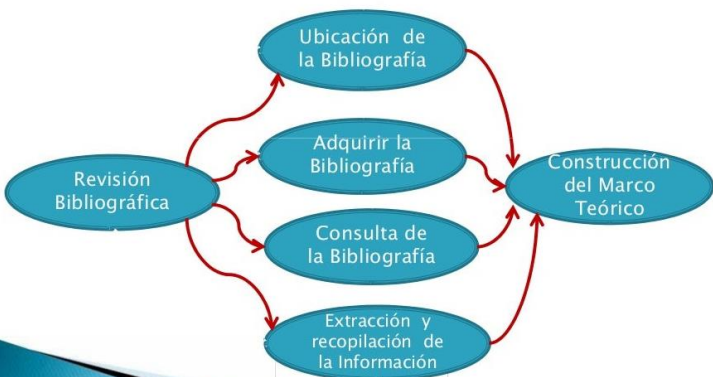 Ubicación de
la Bibliografía
Adquirir la
Bibliografía
Revisión
Bibliográfica
Construcción
del Marco
Teórico
Consulta de
la Bibliografía
Extracción y
recopilación de
la Información